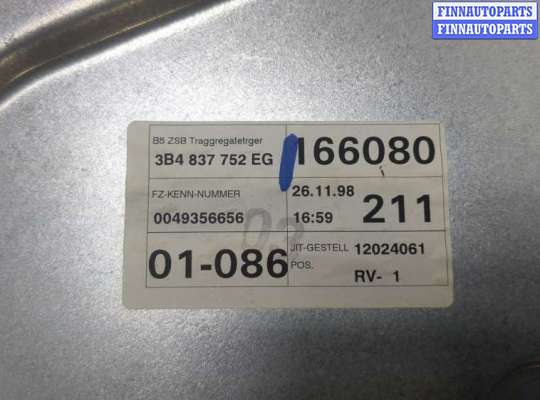 FINNAUTOPARTS
FINNAUTOPARTS
B5 ZSB Traggregatetrger
3B4 837 752 EG
166080
FZ-KENN-NUMMER
0049356656
26.11.98
16:59
211
03
01-086
JIT-GESTELL 12024061
POS.
RV- 1